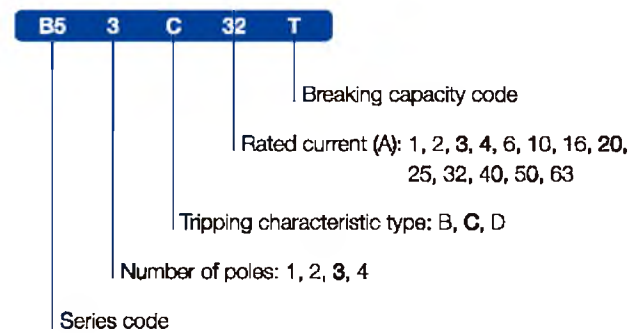 B5 3 C 32 T
Breaking capacity code
Rated current (A): 1, 2, 3, 4, 6, 10, 16, 20,
25, 32, 40, 50, 63
Tripping characteristic type: B, C, D
Number of poles: 1, 2, 3, 4
Series code